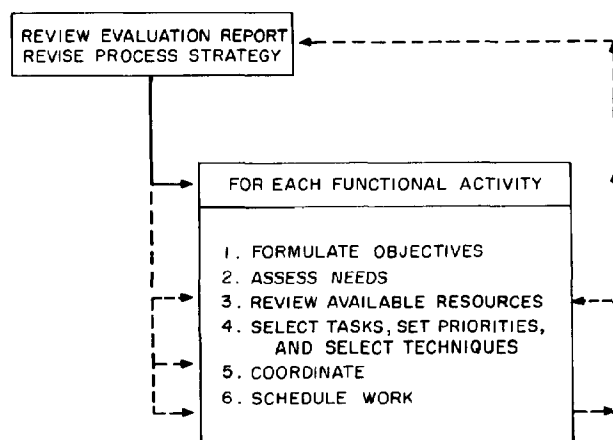 REVIEW EVALUATION REPORT
REVISE PROCESS STRATEGY
FOR EACH FUNCTIONAL ACTIVITY
1. FORMULATE OBJECTIVES
2. ASSESS NEEDS
3. REVIEW AVAILABLE RESOURCES
4. SELECT TASKS, SET PRIORITIES,
AND SELECT TECHNIQUES
5. COORDINATE
6. SCHEDULE WORK